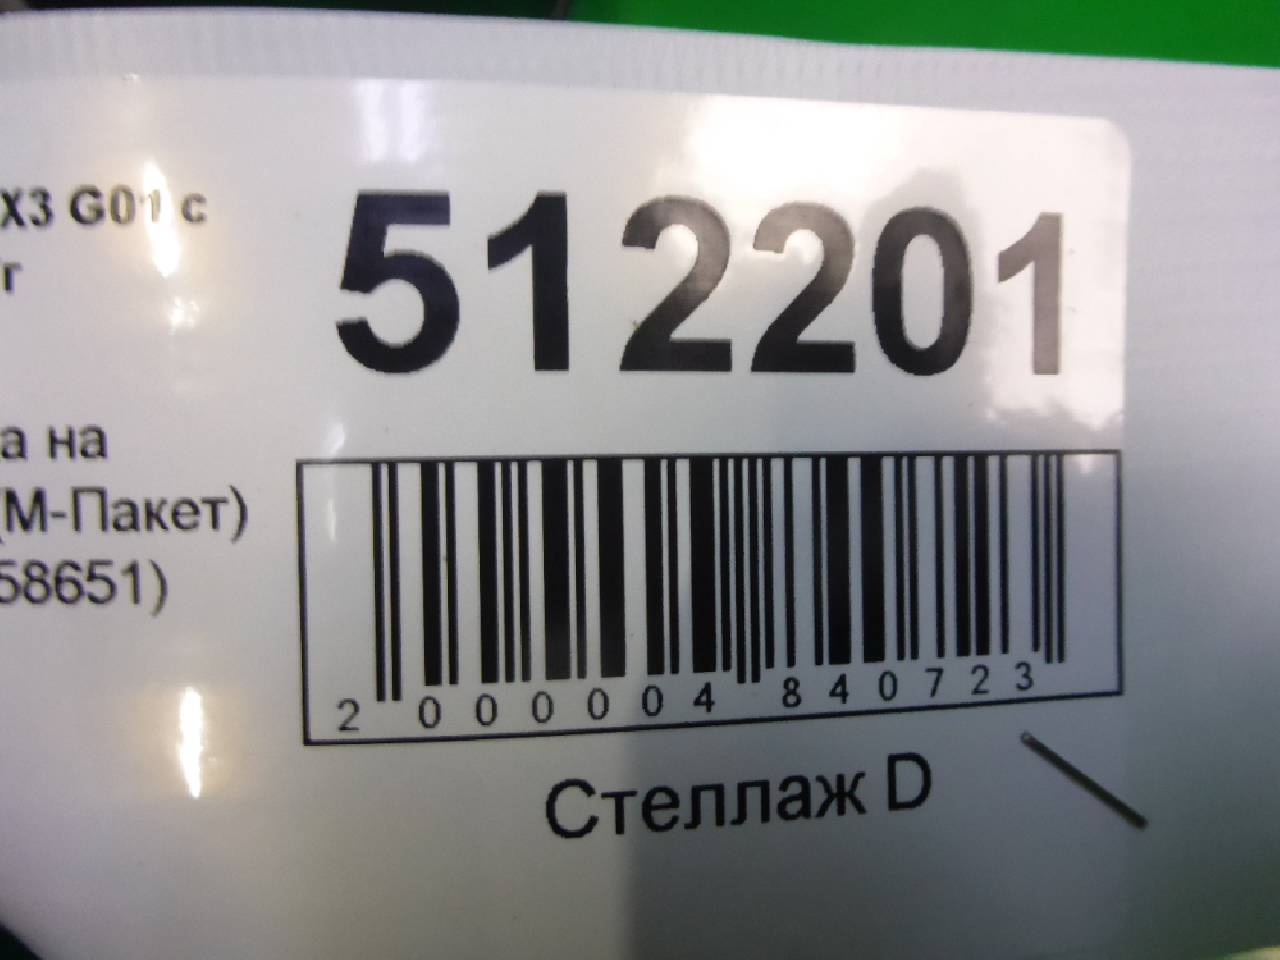 X3 G01 с
г
512201
а на
(М-Пакет)
58651)
2 000004 840723
Стеллаж D